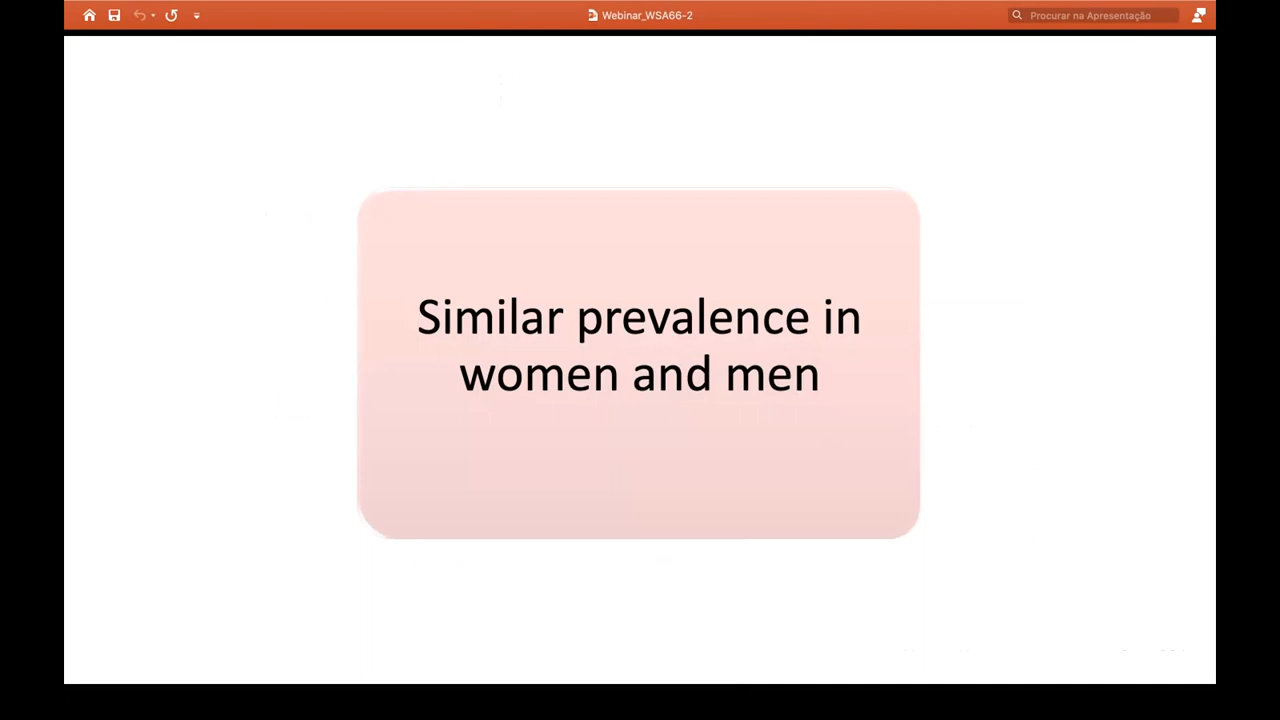 Webinar_WSA66-2
Procurar na Apresentação
Similar prevalence in
women and men